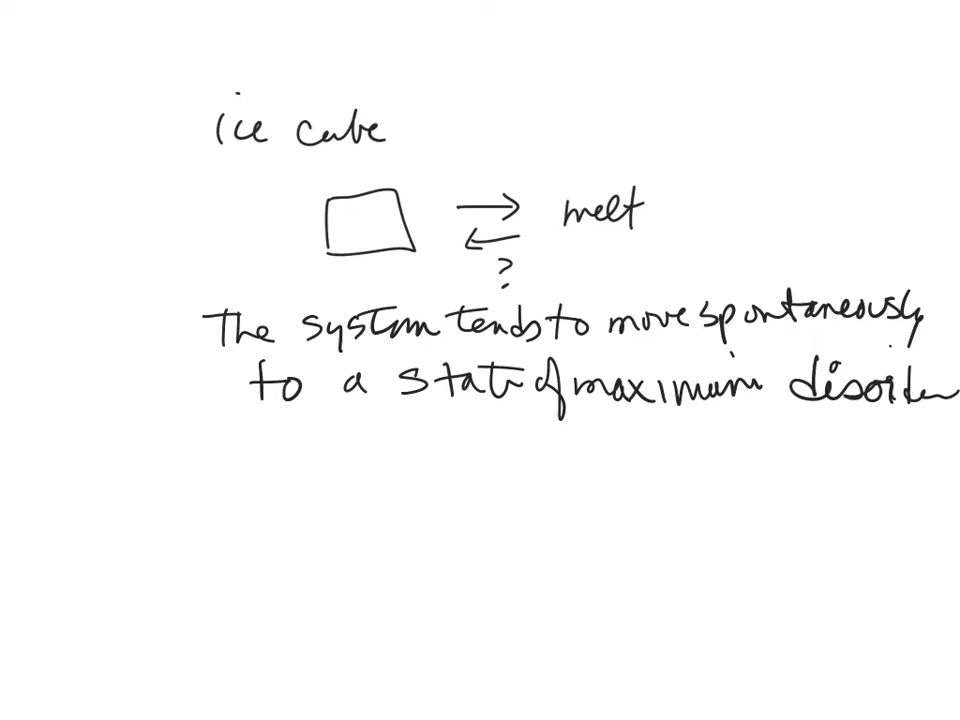 ice cube
melt
?
The system tends to move spontaneously
to a state of maximum disorder